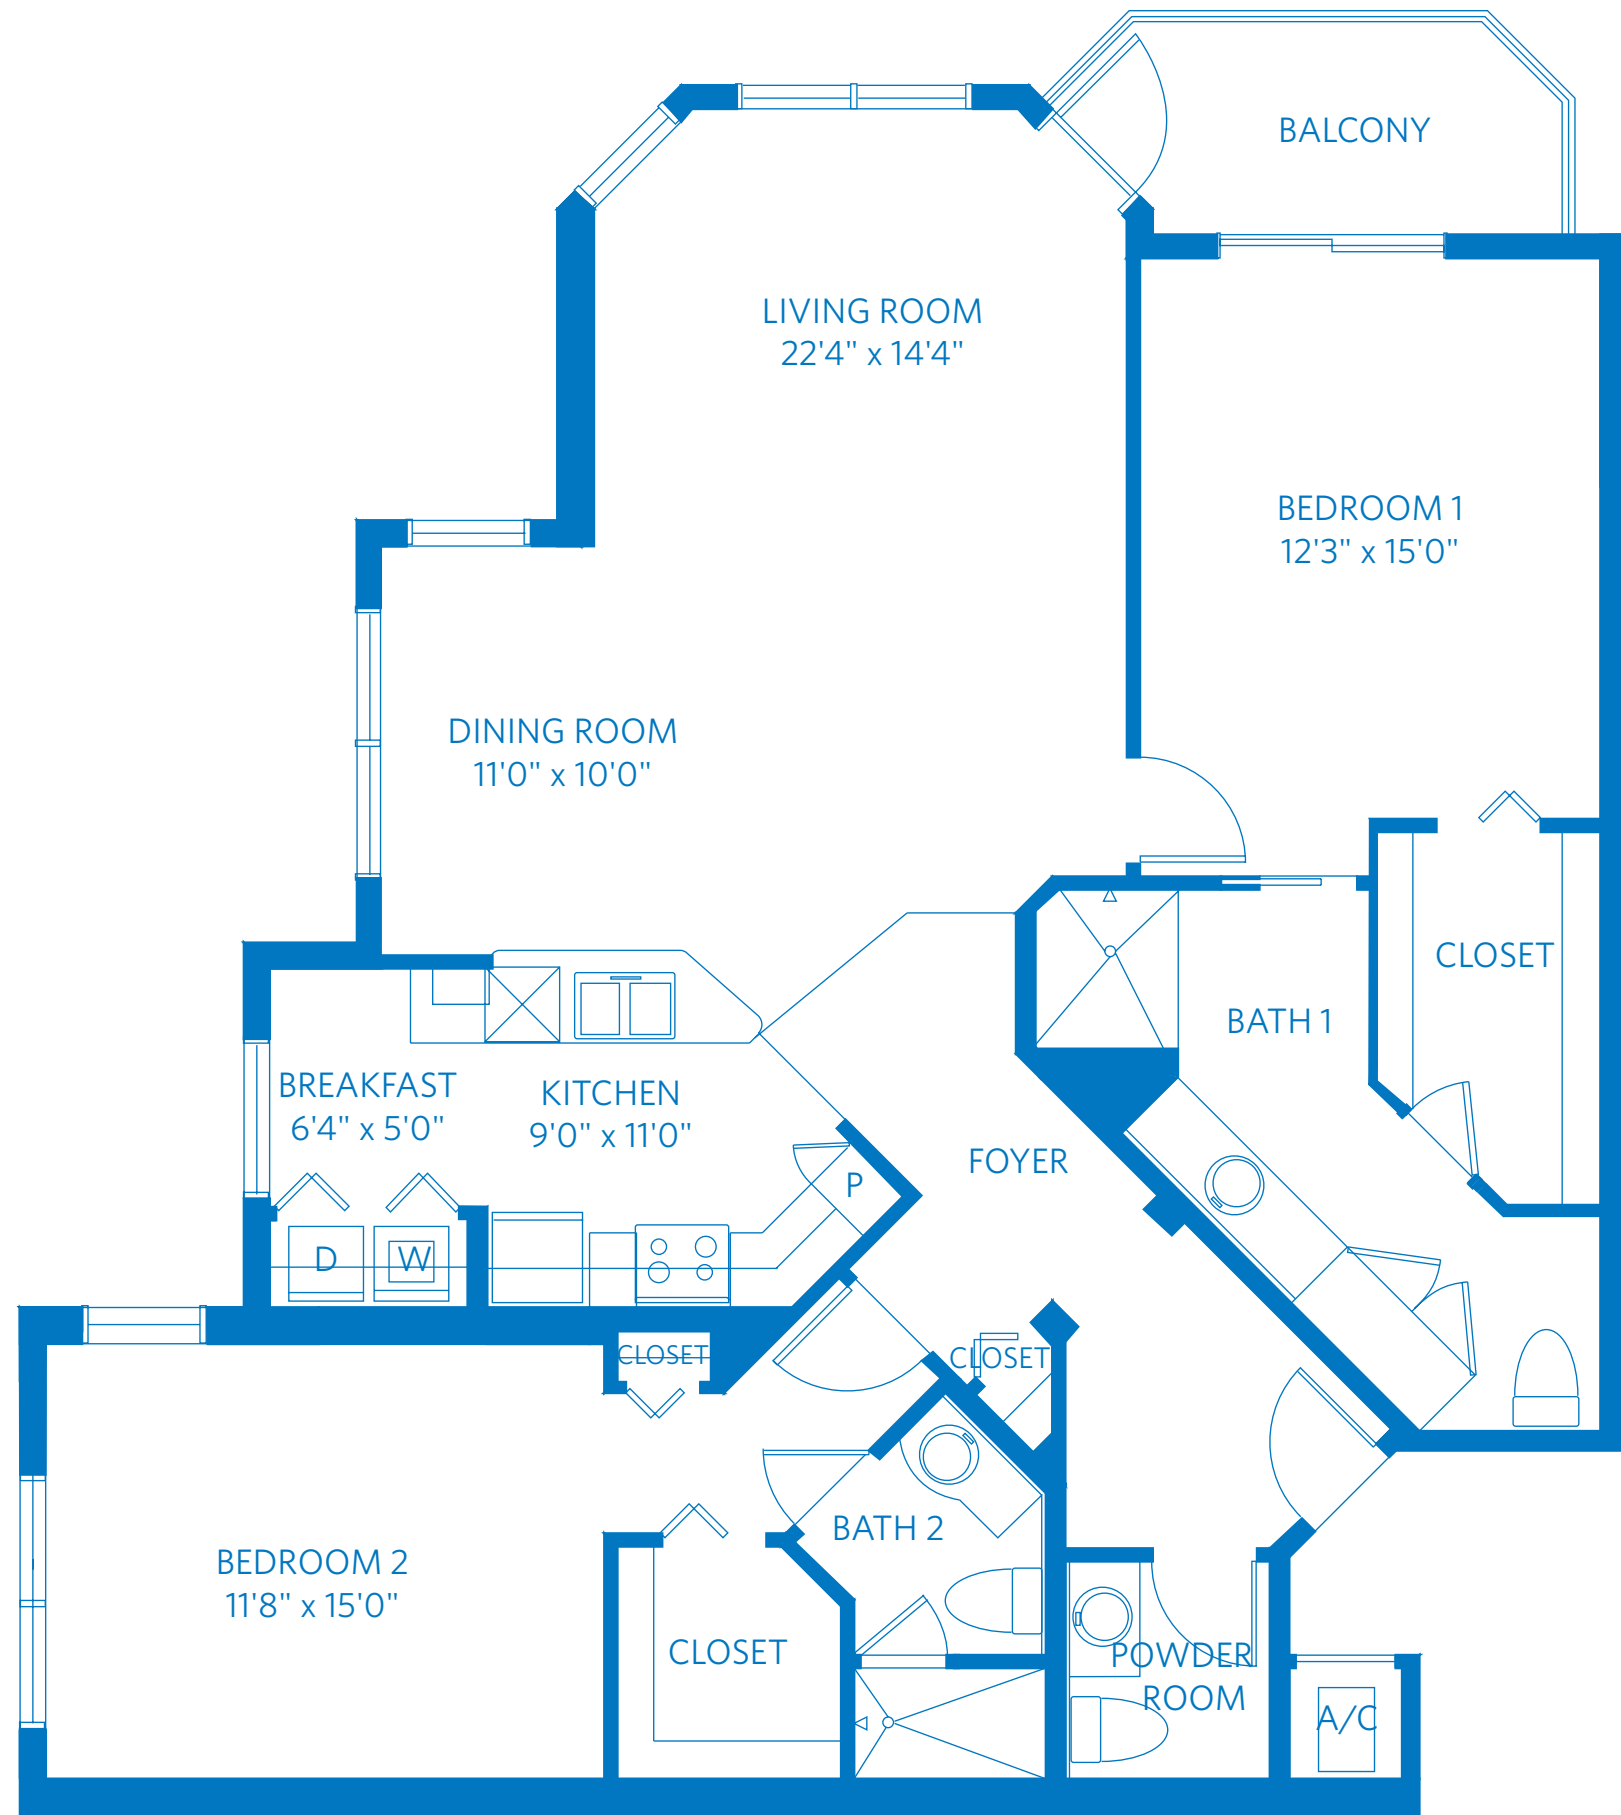 BALCONY
LIVING ROOM
22'4" x 14'4"
BEDROOM 1
12'3" x 15'0"
DINING ROOM
11'0" x 10'0"
CLOSET
BATH 1
BREAKFAST
6'4" x 5'0"
KITCHEN
9'0" x 11'0"
FOYER
P
D
W
CLOSET
CLOSET
BATH 2
BEDROOM 2
11'8" x 15'0"
CLOSET
POWDER
ROOM
A/C